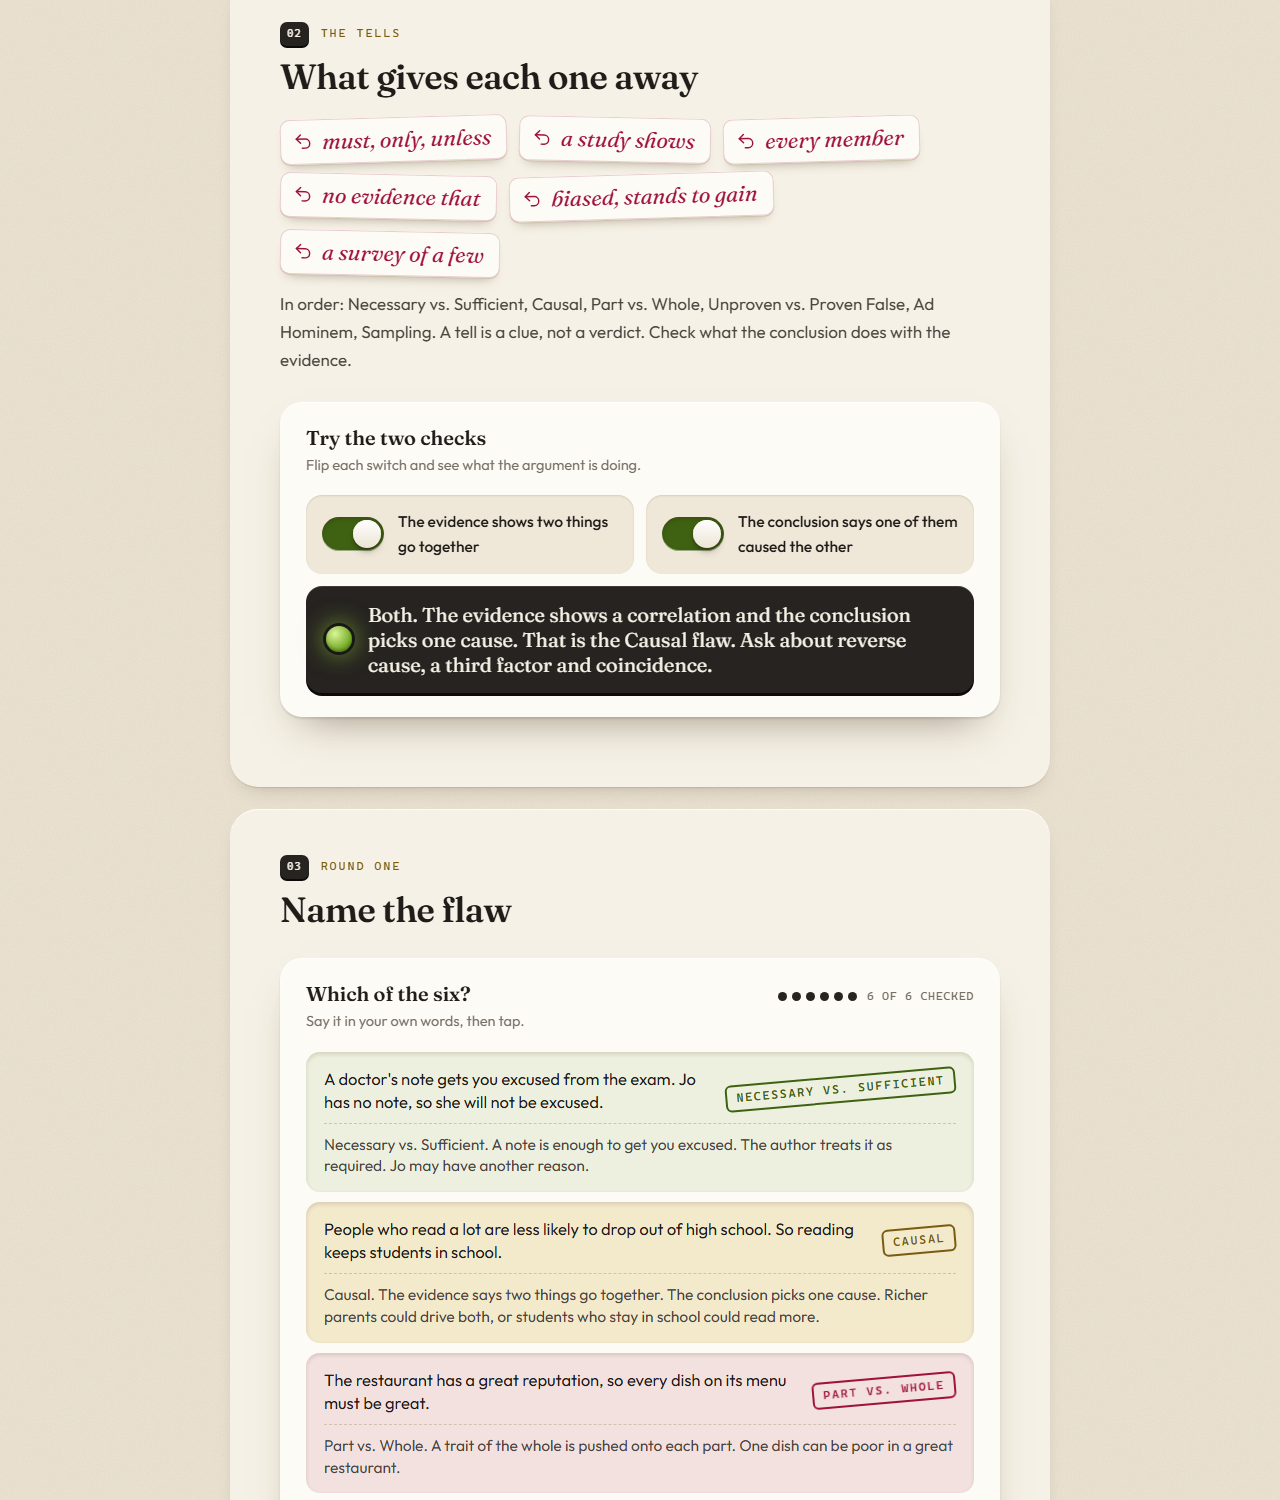 02 THE TELLS
What gives each one away
must, only, unless
a study shows
every member
no evidence that
biased, stands to gain
a survey of a few
In order: Necessary vs. Sufficient, Causal, Part vs. Whole, Unproven vs. Proven False, Ad
Hominem, Sampling. A tell is a clue, not a verdict. Check what the conclusion does with the
evidence.
Try the two checks
Flip each switch and see what the argument is doing.
The evidence shows two things
go together
The conclusion says one of them
caused the other
Both. The evidence shows a correlation and the conclusion
picks one cause. That is the Causal flaw. Ask about reverse
cause, a third factor and coincidence.
03 ROUND ONE
Name the flaw
Which of the six?
6 OF 6 CHECKED
Say it in your own words, then tap.
A doctor's note gets you excused from the exam. Jo
has no note, so she will not be excused.
NECESSARY VS. SUFFICIENT
Necessary vs. Sufficient. A note is enough to get you excused. The author treats it as
required. Jo may have another reason.
People who read a lot are less likely to drop out of high school. So reading
keeps students in school.
CAUSAL
Causal. The evidence says two things go together. The conclusion picks one cause. Richer
parents could drive both, or students who stay in school could read more.
The restaurant has a great reputation, so every dish on its menu
must be great.
PART VS. WHOLE
Part vs. Whole. A trait of the whole is pushed onto each part. One dish can be poor in a great
restaurant.